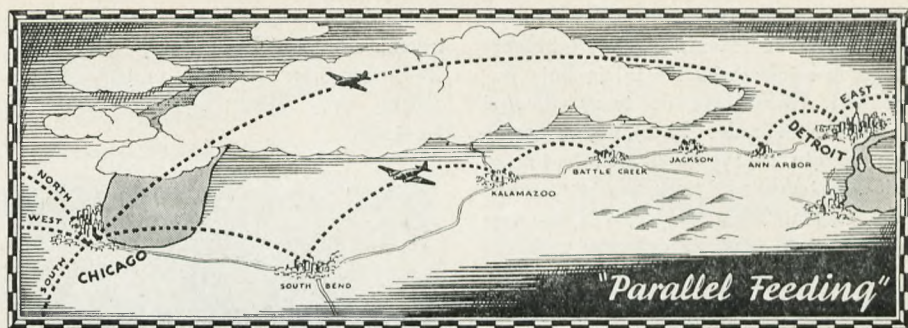 EAST
DETROIT
ANN ARBOR
JACKSON
BATTLE CREEK
KALAMAZOO
NORTH
WEST
SOUTH
CHICAGO
SOUTH BEND
"Parallel Feeding"